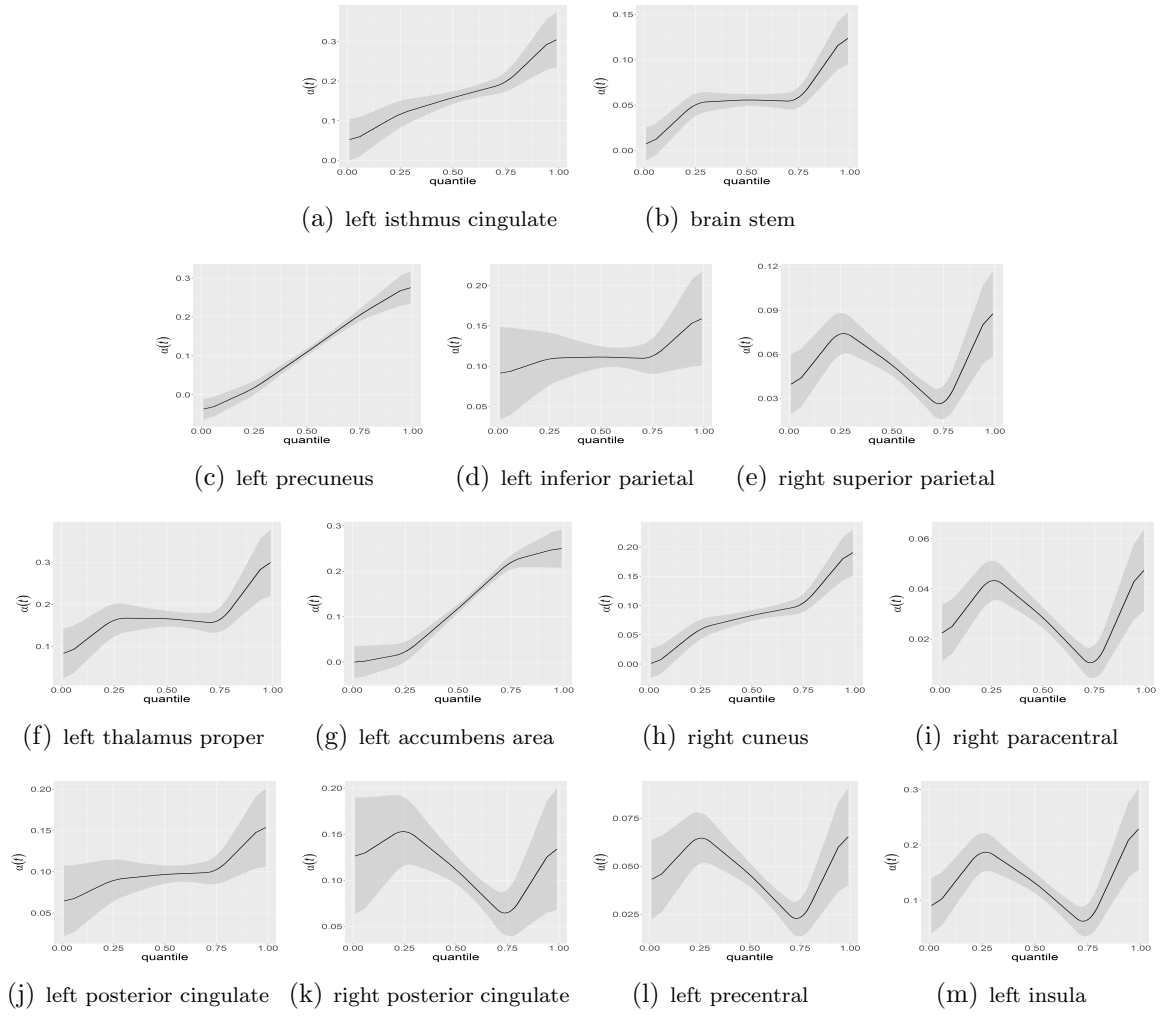 0.3
0.2
0.1
0.0
α(t)
0.00 0.25 0.50 0.75 1.00
quantile
(a) left isthmus cingulate
0.15
0.10
0.05
0.00
α(t)
0.00 0.25 0.50 0.75 1.00
quantile
(b) brain stem
0.3
0.2
0.1
0.0
α(t)
0.00 0.25 0.50 0.75 1.00
quantile
(c) left precuneus
0.20
0.15
0.10
0.05
α(t)
0.00 0.25 0.50 0.75 1.00
quantile
(d) left inferior parietal
0.12
0.09
0.06
0.03
α(t)
0.00 0.25 0.50 0.75 1.00
quantile
(e) right superior parietal
0.3
0.2
0.1
α(t)
0.00 0.25 0.50 0.75 1.00
quantile
(f) left thalamus proper
0.3
0.2
0.1
0.0
α(t)
0.00 0.25 0.50 0.75 1.00
quantile
(g) left accumbens area
0.20
0.15
0.10
0.05
0.00
α(t)
0.00 0.25 0.50 0.75 1.00
quantile
(h) right cuneus
0.06
0.04
0.02
α(t)
0.00 0.25 0.50 0.75 1.00
quantile
(i) right paracentral
0.20
0.15
0.10
0.05
α(t)
0.00 0.25 0.50 0.75 1.00
quantile
(j) left posterior cingulate
0.20
0.15
0.10
0.05
α(t)
0.00 0.25 0.50 0.75 1.00
quantile
(k) right posterior cingulate
0.075
0.050
0.025
α(t)
0.00 0.25 0.50 0.75 1.00
quantile
(l) left precentral
0.3
0.2
0.1
α(t)
0.00 0.25 0.50 0.75 1.00
quantile
(m) left insula